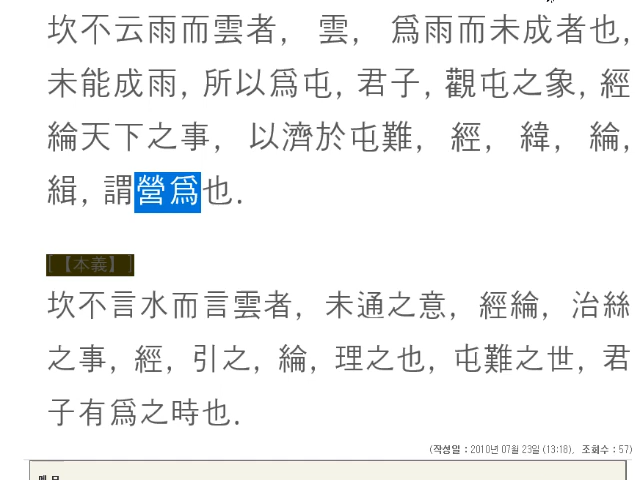 坎不云雨而雲者, 雲, 爲雨而未成者也,
未能成雨, 所以爲屯, 君子, 觀屯之象, 經
綸天下之事, 以濟於屯難, 經, 緯, 綸,
緝, 謂營爲也.
[【本義】]
坎不言水而言雲者, 未通之意, 經綸, 治絲
之事, 經, 引之, 綸, 理之也, 屯難之世, 君
子有爲之時也.
(작성일 : 2010년 07월 23일 (13:18), 조회수 : 57)